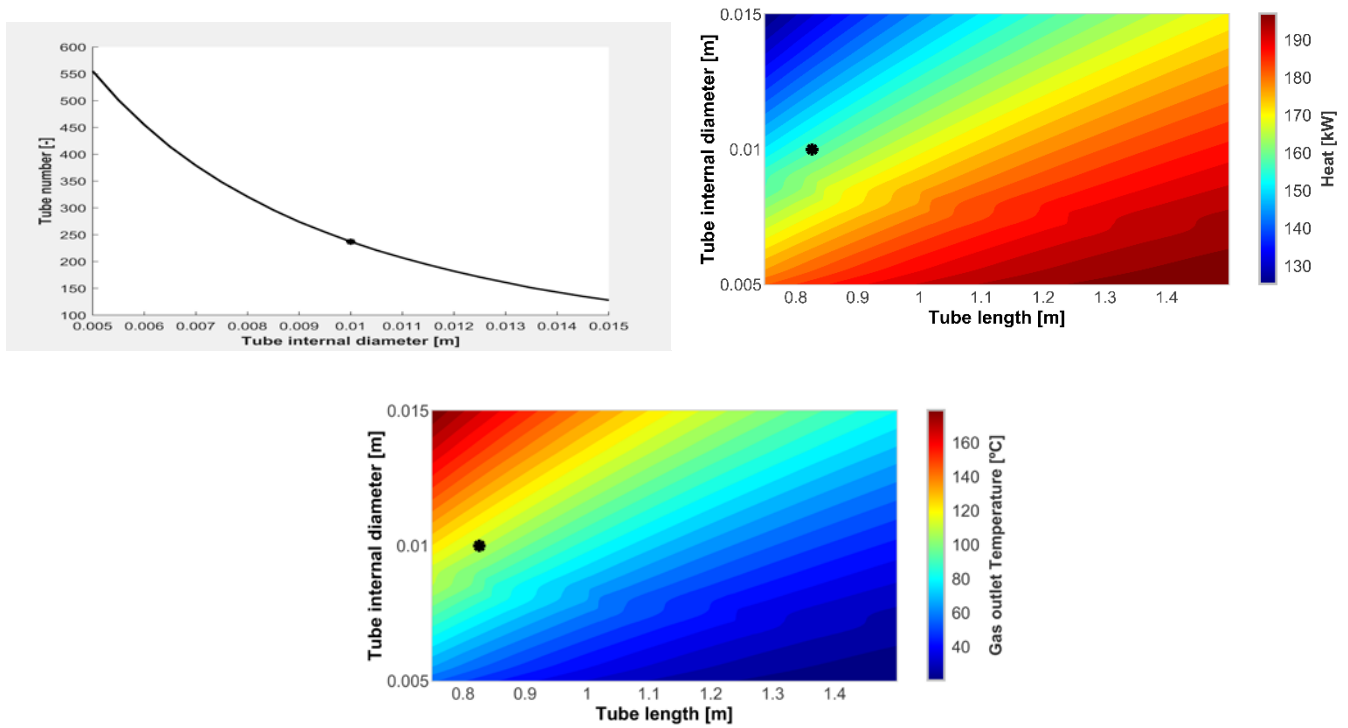 600
550
500
450
400
350
300
250
200
150
100
Tube number [-]
0.005 0.006 0.007 0.008 0.009 0.01 0.011 0.012 0.013 0.014 0.015
Tube internal diameter [m]
0.015
0.01
0.005
Tube internal diameter [m]
0.8 0.9 1 1.1 1.2 1.3 1.4
Tube length [m]
190
180
170
160
150
140
130
Heat [kW]
0.015
0.01
0.005
Tube internal diameter [m]
0.8 0.9 1 1.1 1.2 1.3 1.4
Tube length [m]
160
140
120
100
80
60
40
Gas outlet Temperature [ºC]